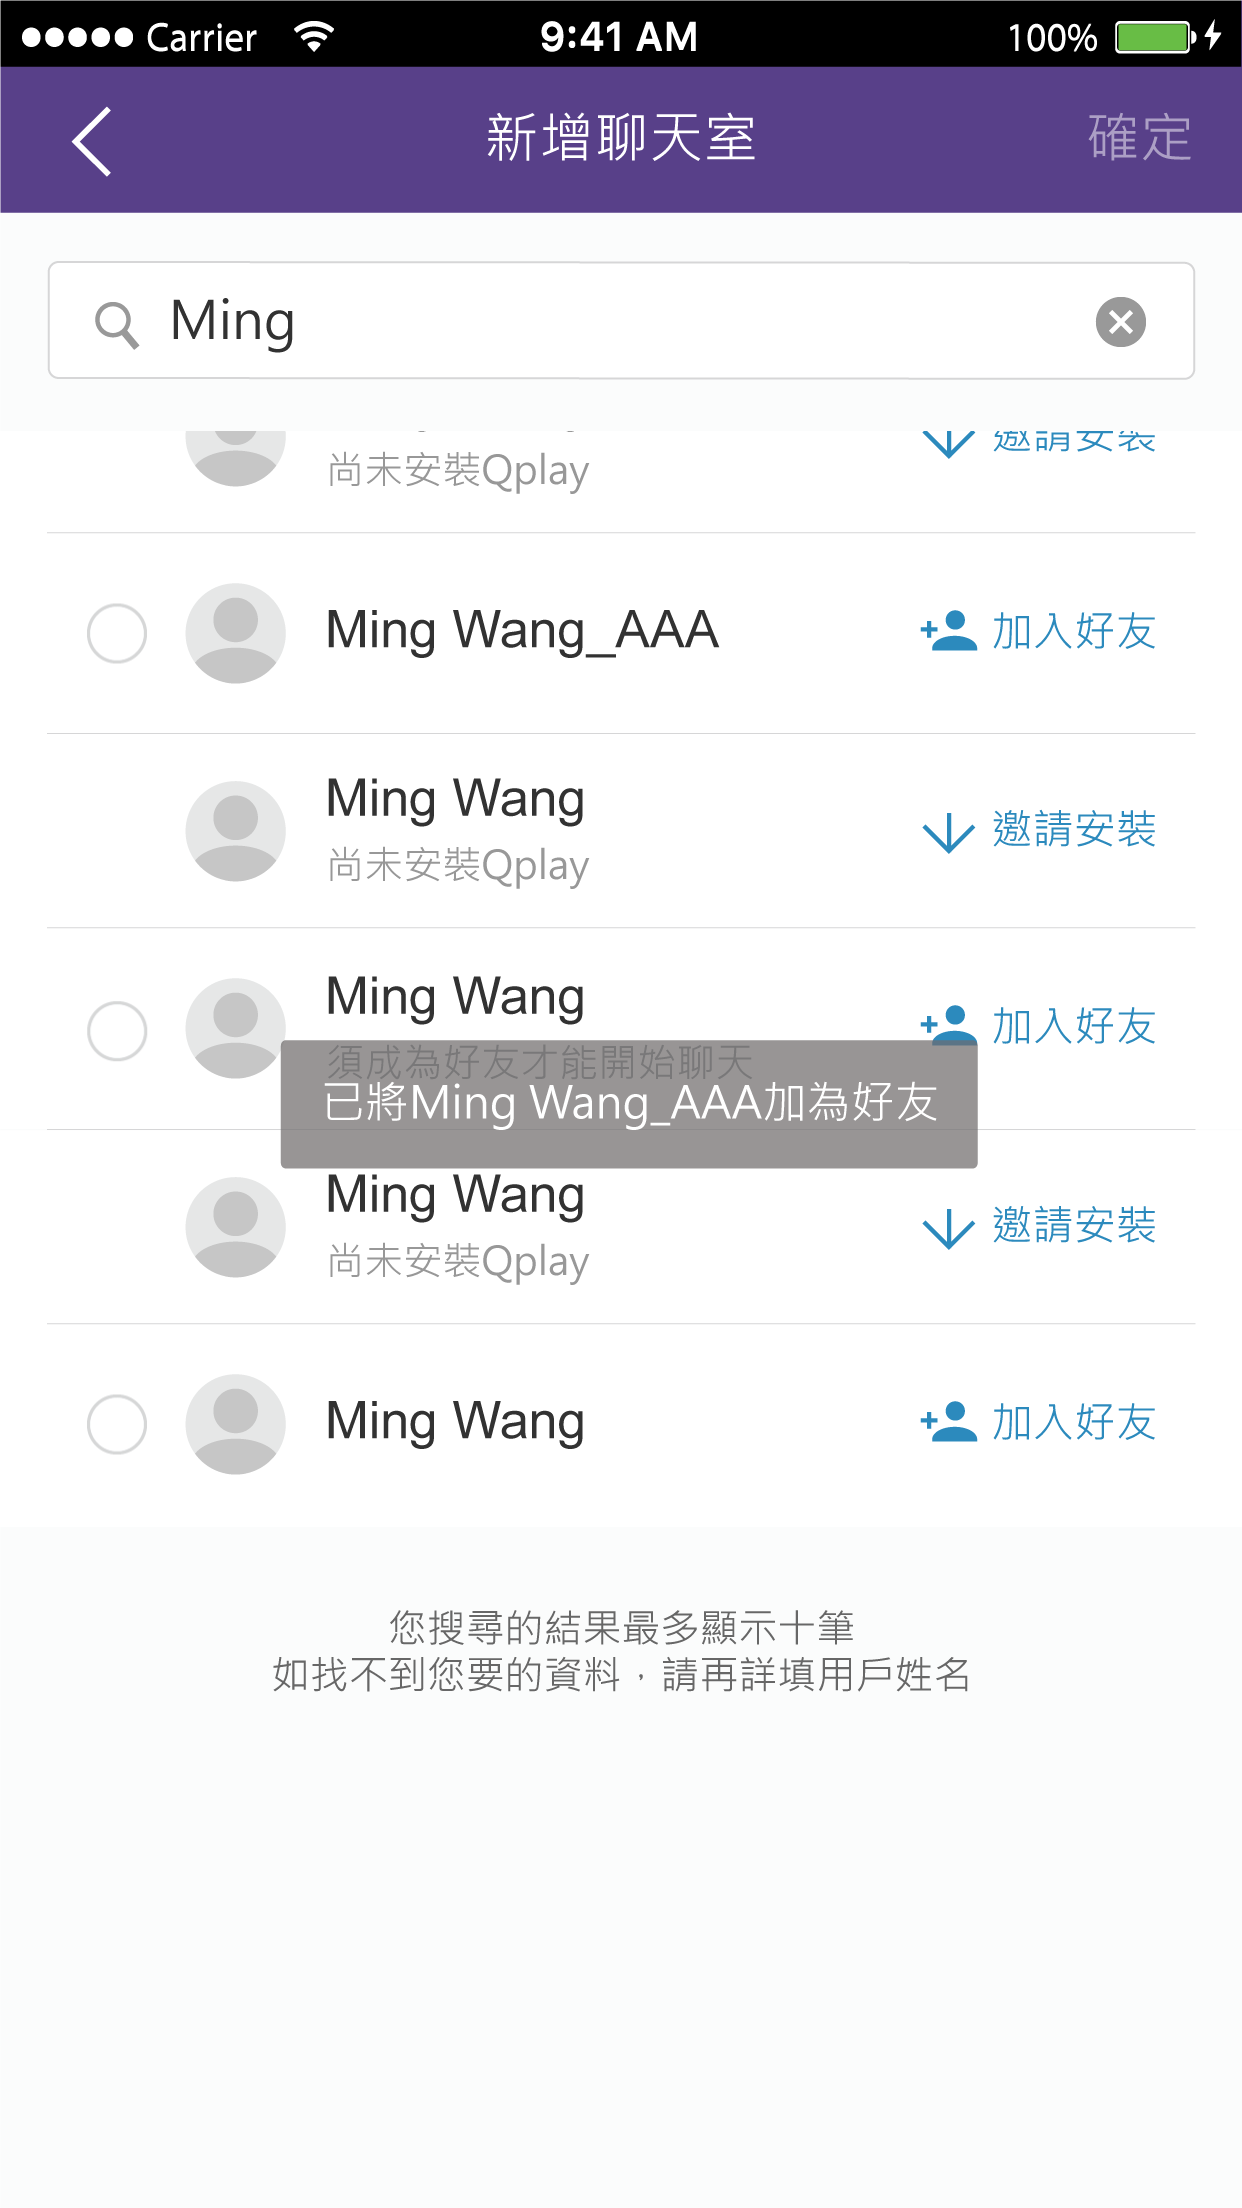 Carrier 9:41 AM 100%
新增聊天室 確定
Ming
邀請安裝
尚未安裝Qplay
Ming Wang_AAA 加入好友
Ming Wang
尚未安裝Qplay
邀請安裝
Ming Wang
加入好友
須成為好友才能開始聊天
已將Ming Wang_AAA加為好友
Ming Wang
尚未安裝Qplay
邀請安裝
Ming Wang 加入好友
您搜尋的結果最多顯示十筆
如找不到您要的資料，請再詳填用戶姓名